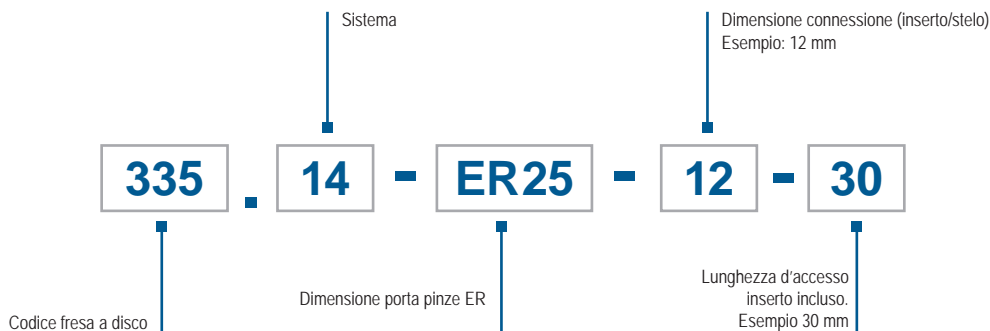 Sistema
Dimensione connessione (inserto/stelo)
Esempio: 12 mm
335 . 14 - ER25 - 12 - 30
Codice fresa a disco
Dimensione porta pinze ER
Lunghezza d'accesso
inserto incluso.
Esempio 30 mm